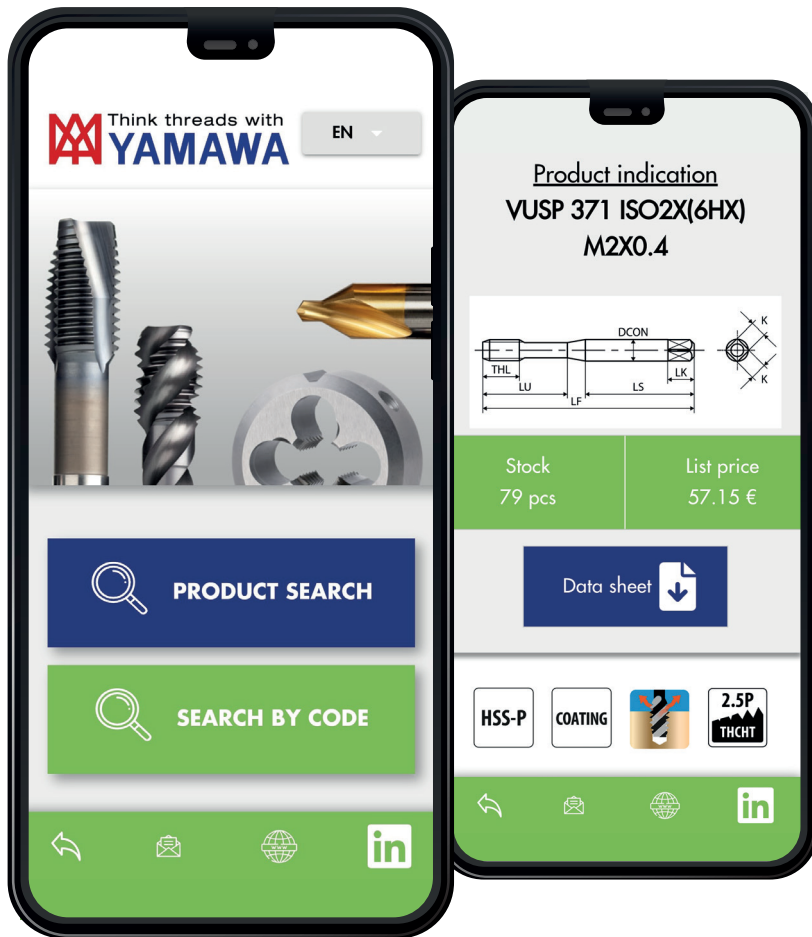 Think threads with
YAMAWA
EN
PRODUCT SEARCH
SEARCH BY CODE
www
in
Product indication
VUSP 371 ISO2X(6HX)
M2X0.4
DCON
K
THL
LK
K
LU
LS
LF
Stock
79 pcs
List price
57.15 €
Data sheet
HSS-P
COATING
2.5P
THCHT
www
in